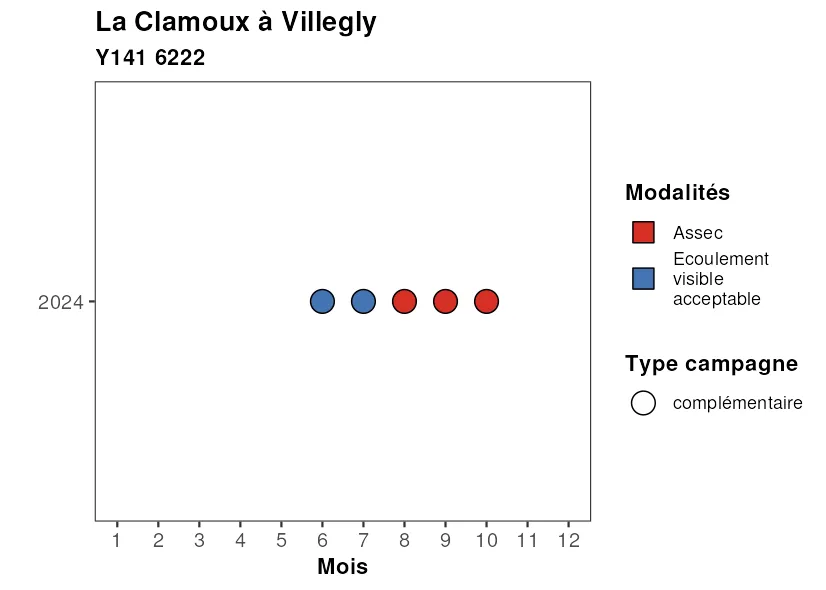 La Clamoux à Villegly
Y141 6222
2024
1 2 3 4 5 6 7 8 9 10 11 12
Mois
Modalités
Assec
Ecoulement
visible
acceptable
Type campagne
complémentaire